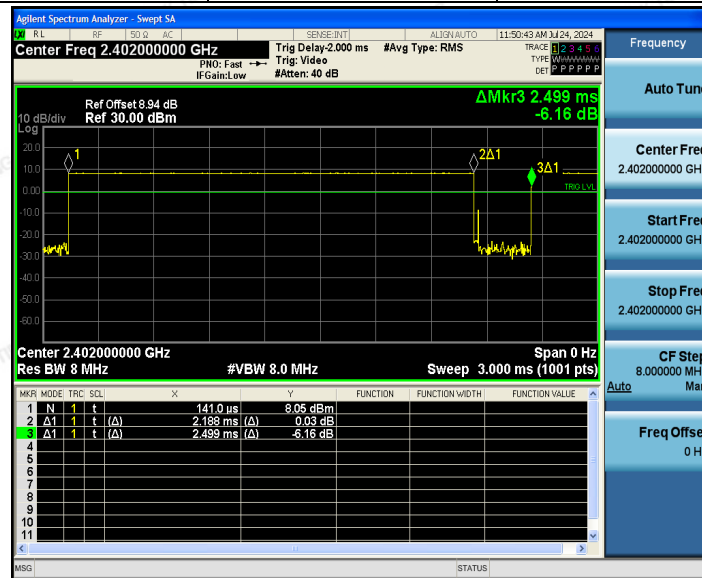 Agilent Spectrum Analyzer - Swept SA
LXI RL RF 50 Ω AC SENSE:INT ALIGN AUTO 11:50:43 AM Jul 24, 2024
Center Freq 2.402000000 GHz
PNO: Fast
IFGain:Low
Trig Delay-2.000 ms
Trig: Video
#Atten: 40 dB
#Avg Type: RMS
TRACE 1 2 3 4 5 6
TYPE WWWWWW
DET P P P P P P
Frequency
Auto Tune
Center Freq
2.402000000 GH
Start Freq
2.402000000 GH
Stop Freq
2.402000000 GH
CF Step
8.000000 MH
Auto Man
Freq Offset
0 H
Ref Offset 8.94 dB
10 dB/div Ref 30.00 dBm
Log
ΔMkr3 2.499 ms
-6.16 dB
20.0
10.0
0.00
-10.0
-20.0
-30.0
-40.0
-50.0
-60.0
1
2Δ1
3Δ1
TRIG LVL
Center 2.402000000 GHz Span 0 Hz
Res BW 8 MHz #VBW 8.0 MHz Sweep 3.000 ms (1001 pts)
MKR MODE TRC SCL X Y FUNCTION FUNCTION WIDTH FUNCTION VALUE
1 N 1 t 141.0 µs 8.05 dBm
2 Δ1 1 t (Δ) 2.188 ms (Δ) 0.03 dB
3 Δ1 1 t (Δ) 2.499 ms (Δ) -6.16 dB
4
5
6
7
8
9
10
11
MSG STATUS